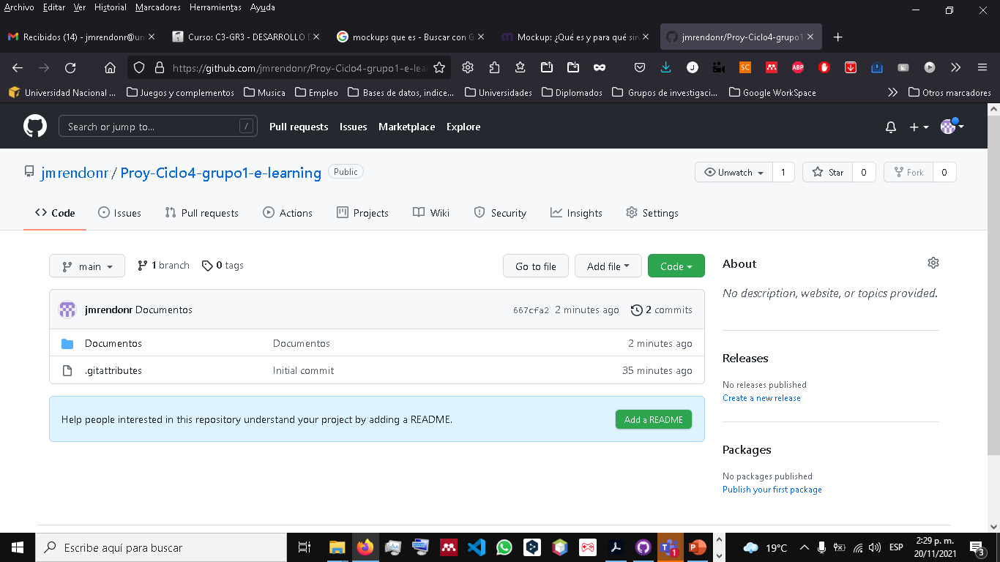 Archivo Editar Ver Historial Marcadores Herramientas Ayuda
Recibidos (14) - jmrendonr@un
Curso: C3-GR3 - DESARROLLO D
mockups que es - Buscar con G
Mockup: ¿Qué es y para qué sir
jmrendonr/Proy-Ciclo4-grupo1
https://github.com/jmrendonr/Proy-Ciclo4-grupo1-e-lea
SC ABP
Universidad Nacional ... Juegos y complementos Musica Empleo Bases de datos, indice... Universidades Diplomados Grupos de investigaci... Google WorkSpace Otros marcadores
Search or jump to... / Pull requests Issues Marketplace Explore
jmrendonr / Proy-Ciclo4-grupo1-e-learning Public Unwatch 1 Star 0 Fork 0
Code Issues Pull requests Actions Projects Wiki Security Insights Settings
main 1 branch 0 tags Go to file Add file Code
jmrendonr Documentos 667cfa2 2 minutes ago 2 commits
Documentos Documentos 2 minutes ago
.gitattributes Initial commit 35 minutes ago
Help people interested in this repository understand your project by adding a README. Add a README
About
No description, website, or topics provided.
Releases
No releases published
Create a new release
Packages
No packages published
Publish your first package
Escribe aquí para buscar
1
19°C ESP
2:29 p. m.
20/11/2021
3